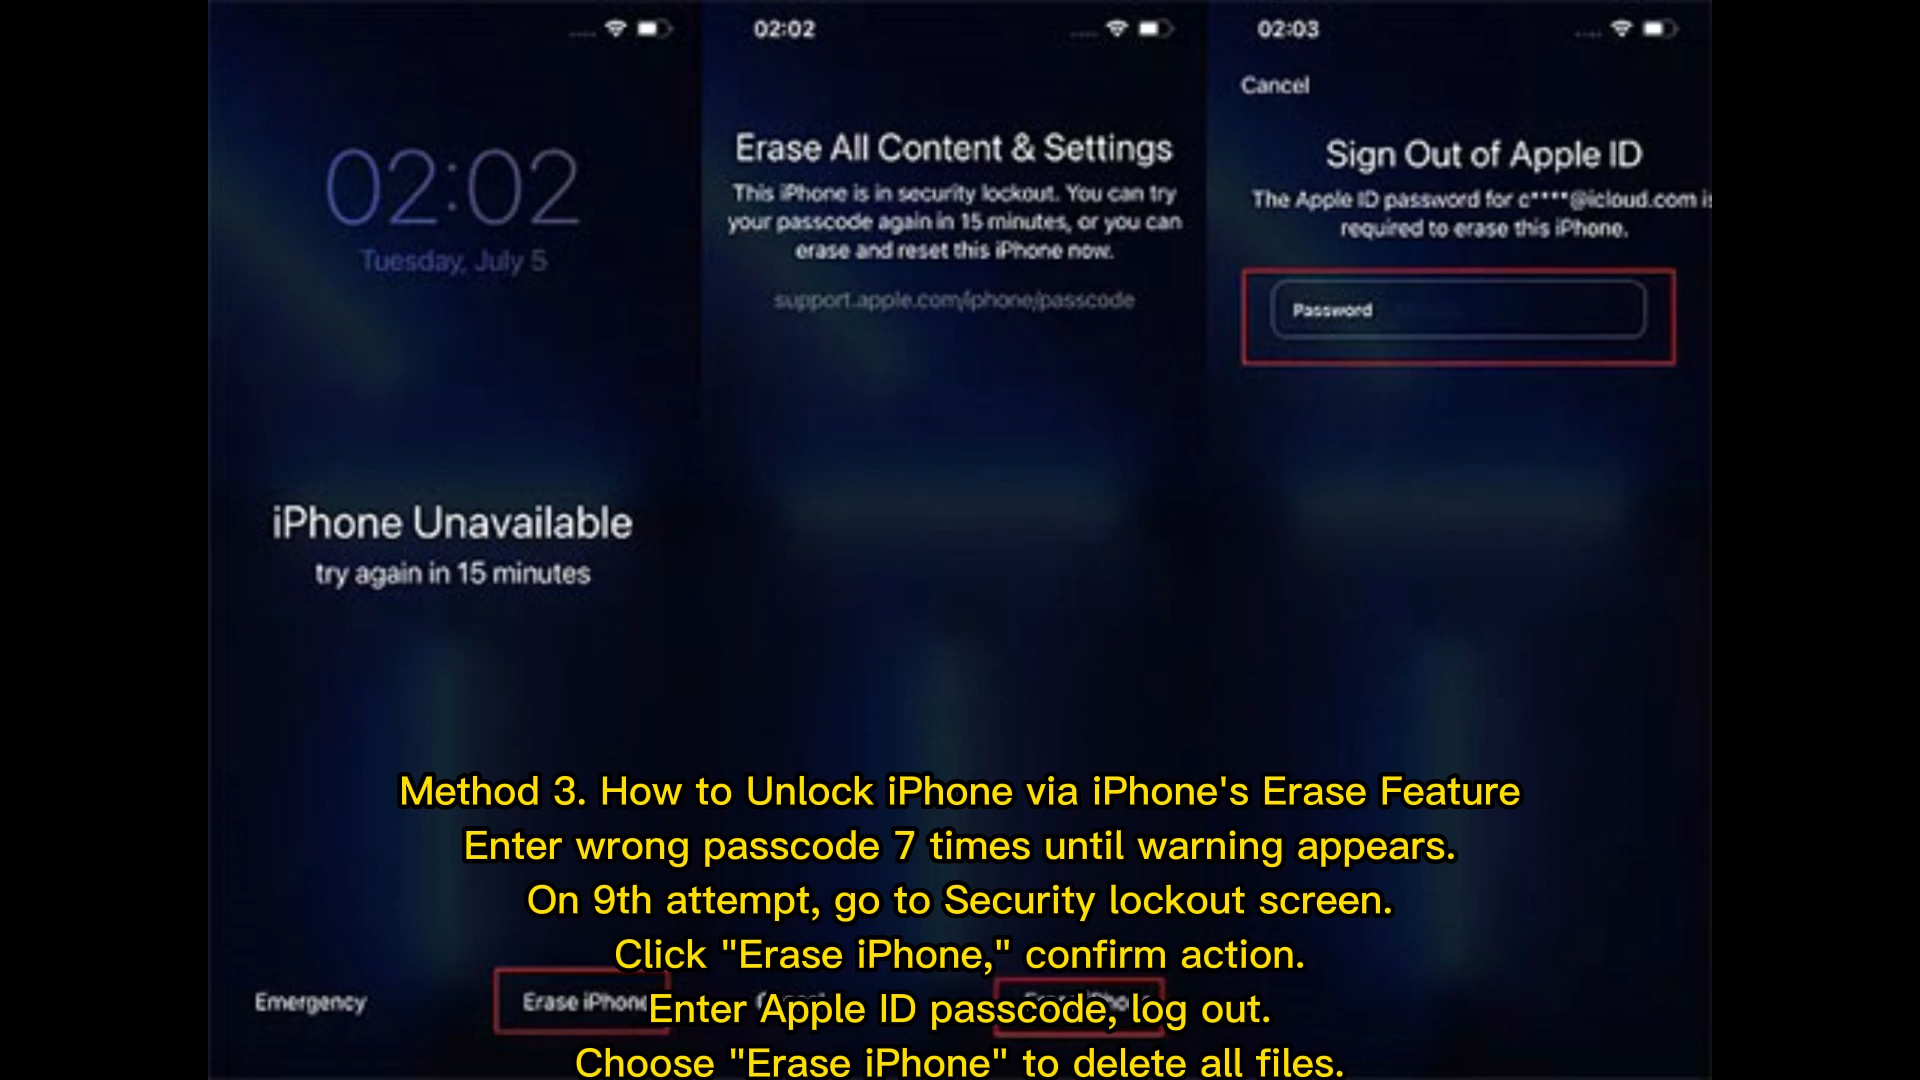 02:02
Tuesday, July 5
iPhone Unavailable
try again in 15 minutes
Emergency
Erase iPhone
02:02
Erase All Content & Settings
This iPhone is in security lockout. You can try
your passcode again in 15 minutes, or you can
erase and reset this iPhone now.
support.apple.com/iphone/passcode
02:03
Cancel
Sign Out of Apple ID
The Apple ID password for c****@icloud.com is
required to erase this iPhone.
Password
Method 3. How to Unlock iPhone via iPhone's Erase Feature
Enter wrong passcode 7 times until warning appears.
On 9th attempt, go to Security lockout screen.
Click "Erase iPhone," confirm action.
Enter Apple ID passcode, log out.
Choose "Erase iPhone" to delete all files.